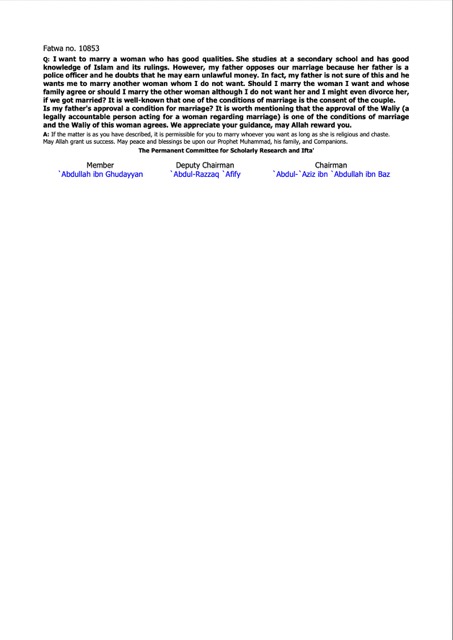 Fatwa no. 10853
Q: I want to marry a woman who has good qualities. She studies at a secondary school and has good
knowledge of Islam and its rulings. However, my father opposes our marriage because her father is a
police officer and he doubts that he may earn unlawful money. In fact, my father is not sure of this and he
wants me to marry another woman whom I do not want. Should I marry the woman I want and whose
family agree or should I marry the other woman although I do not want her and I might even divorce her,
if we got married? It is well-known that one of the conditions of marriage is the consent of the couple.
Is my father's approval a condition for marriage? It is worth mentioning that the approval of the Waliy (a
legally accountable person acting for a woman regarding marriage) is one of the conditions of marriage
and the Waliy of this woman agrees. We appreciate your guidance, may Allah reward you.
A: If the matter is as you have described, it is permissible for you to marry whoever you want as long as she is religious and chaste.
May Allah grant us success. May peace and blessings be upon our Prophet Muhammad, his family, and Companions.
The Permanent Committee for Scholarly Research and Ifta'
Member Deputy Chairman Chairman
`Abdullah ibn Ghudayyan `Abdul-Razzaq `Afify `Abdul-`Aziz ibn `Abdullah ibn Baz